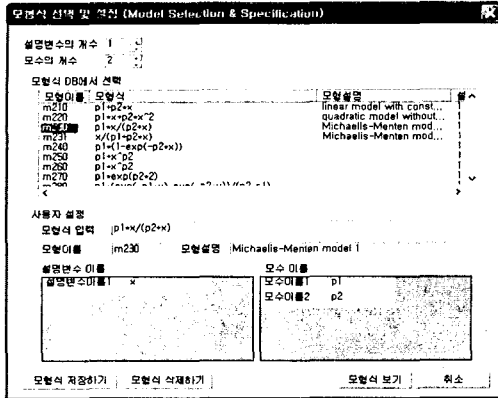 모형식 선택 및 설정 (Model Selection & Specification)
설명변수의 개수 1
모수의 개수 2
모형식 DB에서 선택
모형이름 모형식 모형설명
m210 p1+p2*x linear model with const...
m220 p1*x+p2*x^2 quadratic model without...
m230 p1*x/(p2+x) Michaelis-Menten mod...
m231 x/(p1+p2*x) Michaelis-Menten mod...
m240 p1*(1-exp(-p2*x))
m250 p1+x^p2
m260 p1*x^p2
m270
사용자 설정
모형식 입력 p1*x/(p2+x)
모형이름 m230 모형설명 Michaelis-Menten model 1
설명변수 이름 모수 이름
설명변수이름1 x 모수이름1 p1
모수이름2 p2
모형식 저장하기 모형식 삭제하기 모형식 보기 취소